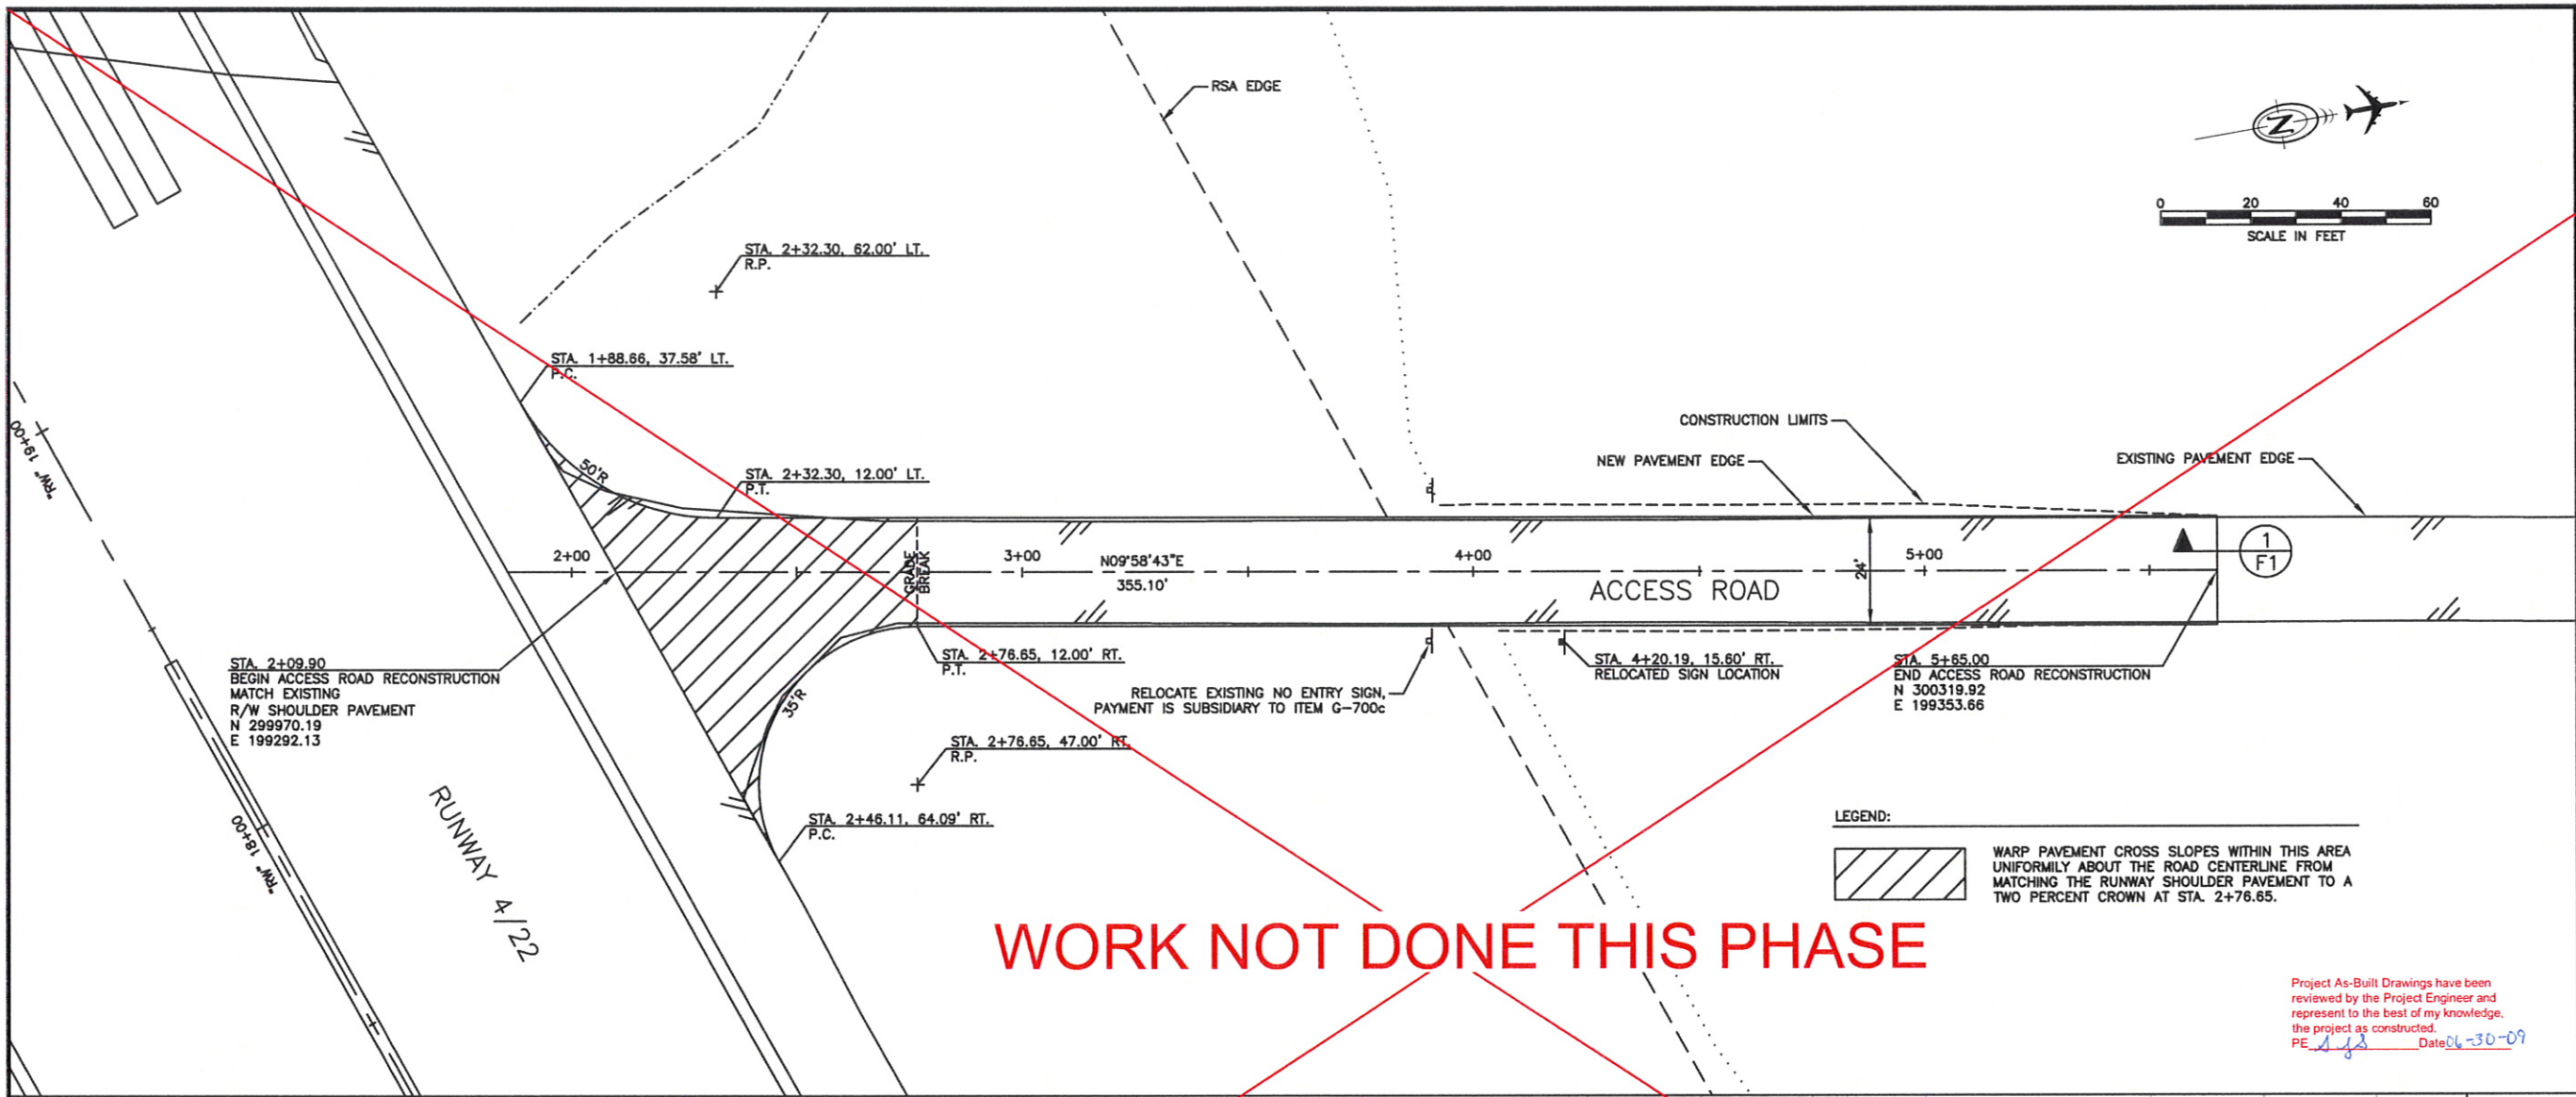 RSA EDGE
Z
0 20 40 60
SCALE IN FEET
STA. 2+32.30, 62.00' LT.
R.P.
STA. 1+88.66, 37.58' LT.
P.C.
50'R
STA. 2+32.30, 12.00' LT.
P.T.
CONSTRUCTION LIMITS
NEW PAVEMENT EDGE
EXISTING PAVEMENT EDGE
"RW" 19+00
2+00
GRADE
BREAK
3+00
N09°58'43"E
355.10'
4+00
ACCESS ROAD
24'
5+00
1
F1
STA. 2+09.90
BEGIN ACCESS ROAD RECONSTRUCTION
MATCH EXISTING
R/W SHOULDER PAVEMENT
N 299970.19
E 199292.13
STA. 2+76.65, 12.00' RT.
P.T.
RELOCATE EXISTING NO ENTRY SIGN,
PAYMENT IS SUBSIDIARY TO ITEM G-700c
STA. 4+20.19, 15.60' RT.
RELOCATED SIGN LOCATION
STA. 5+65.00
END ACCESS ROAD RECONSTRUCTION
N 300319.92
E 199353.66
35'R
STA. 2+76.65, 47.00' RT.
R.P.
STA. 2+46.11, 64.09' RT.
P.C.
"RW" 18+00
RUNWAY 4/22
LEGEND:
WARP PAVEMENT CROSS SLOPES WITHIN THIS AREA
UNIFORMILY ABOUT THE ROAD CENTERLINE FROM
MATCHING THE RUNWAY SHOULDER PAVEMENT TO A
TWO PERCENT CROWN AT STA. 2+76.65.
WORK NOT DONE THIS PHASE
Project As-Built Drawings have been
reviewed by the Project Engineer and
represent to the best of my knowledge,
the project as constructed.
PE Date 06-30-09